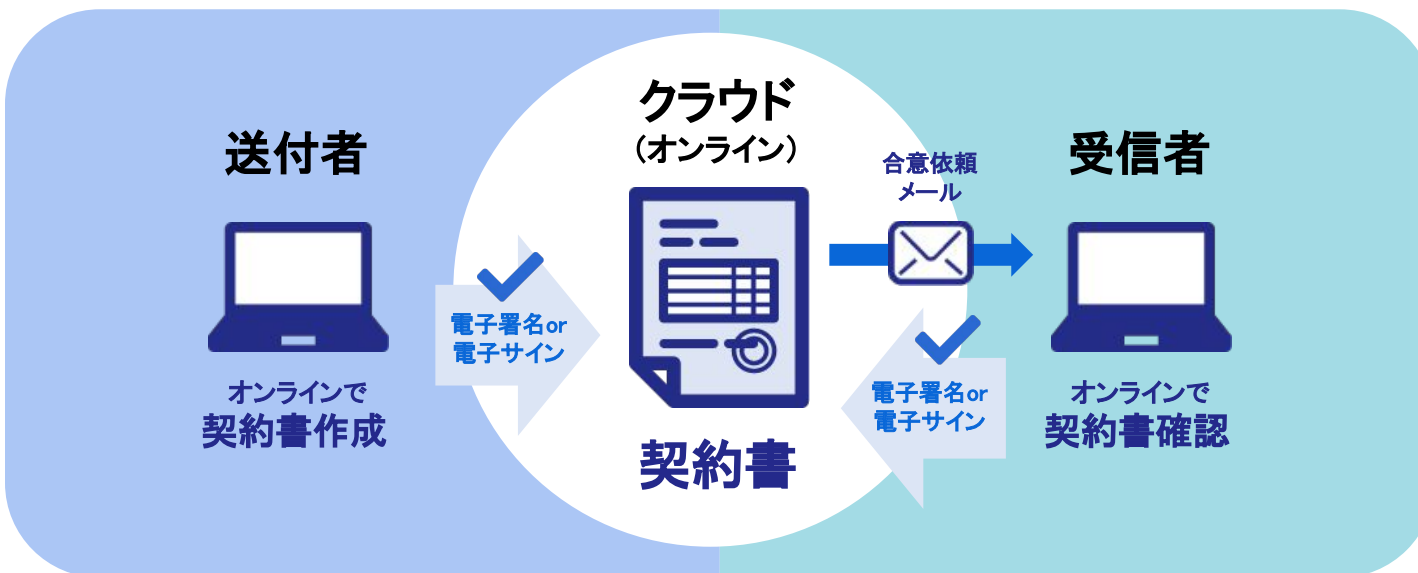 送付者
オンラインで
契約書作成
電子署名or
電子サイン
クラウド
（オンライン）
契約書
合意依頼
メール
電子署名or
電子サイン
受信者
オンラインで
契約書確認